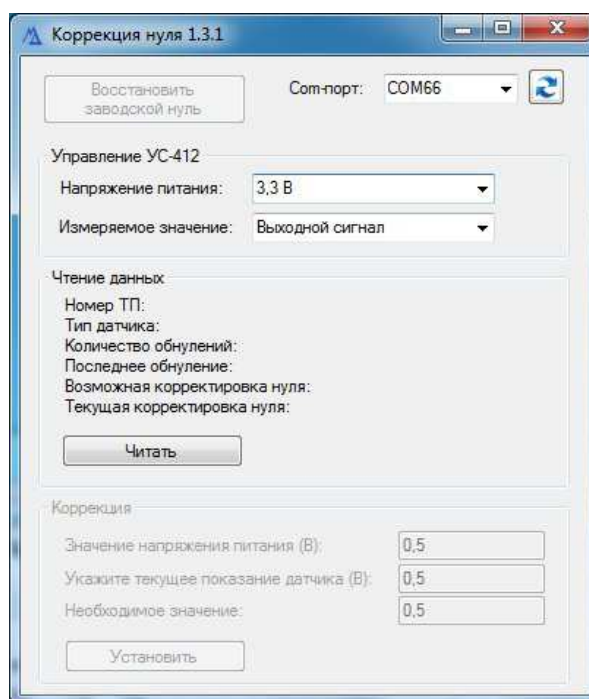 Коррекция нуля 1.3.1
Восстановить
заводской нуль
Com-порт:
COM66
Управление УС-412
Напряжение питания:
3,3 В
Измеряемое значение:
Выходной сигнал
Чтение данных
Номер ТП:
Тип датчика:
Количество обнулений:
Последнее обнуление:
Возможная корректировка нуля:
Текущая корректировка нуля:
Читать
Коррекция
Значение напряжения питания (В):
0,5
Укажите текущее показание датчика (В):
0,5
Необходимое значение:
0,5
Установить